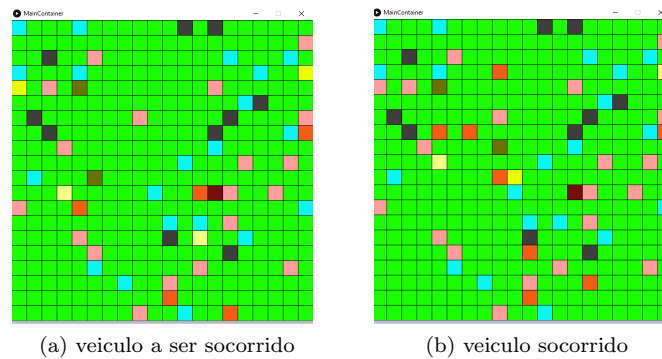 MainContainer
MainContainer
(a) veiculo a ser socorrido
(b) veiculo socorrido